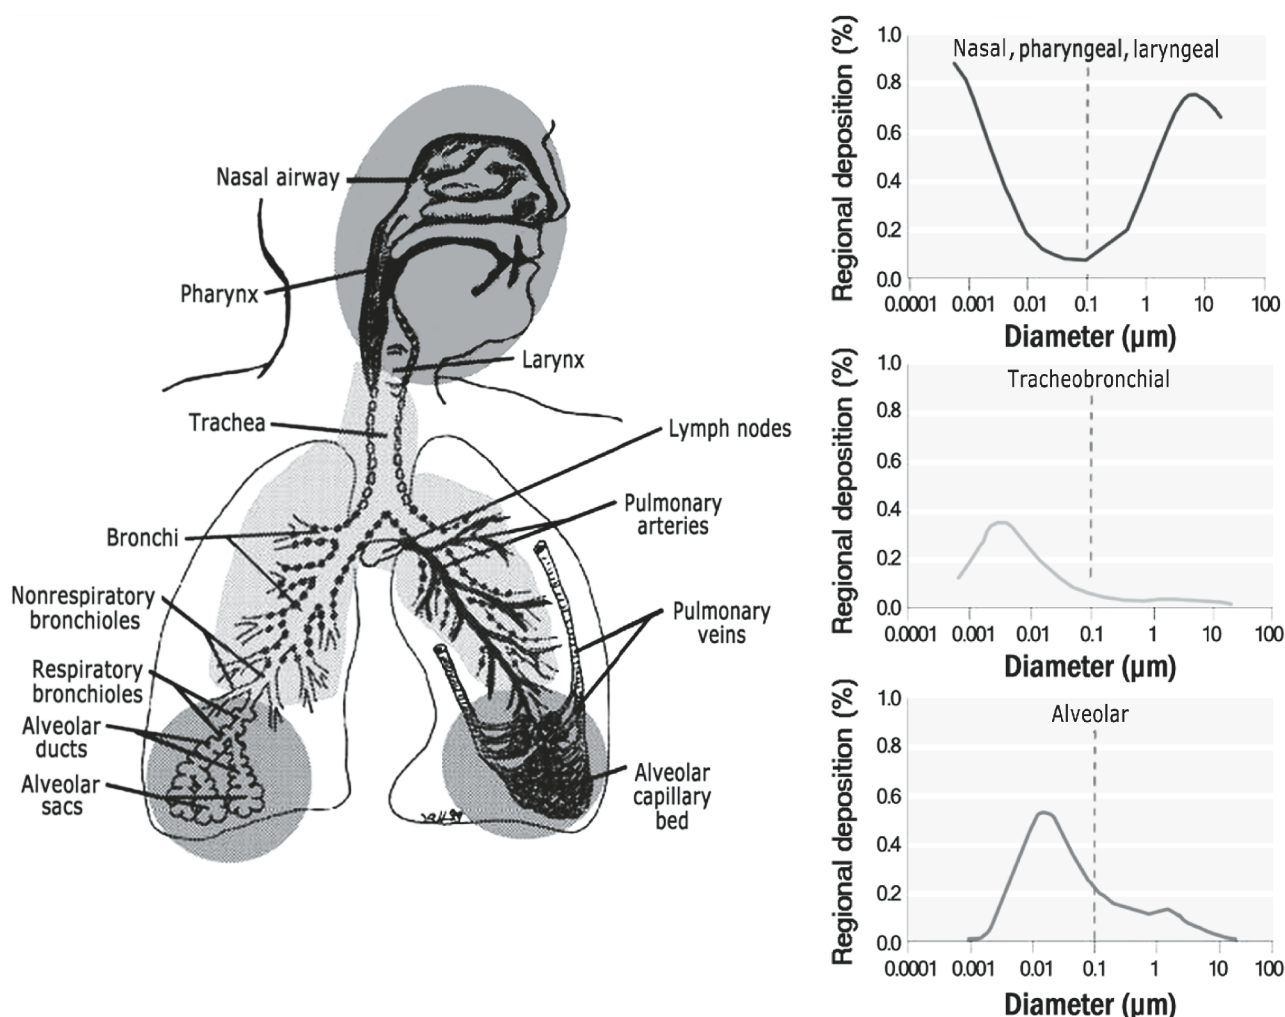 Nasal airway
Pharynx
Larynx
Trachea
Lymph nodes
Pulmonary
arteries
Bronchi
Nonrespiratory
bronchioles
Pulmonary
veins
Respiratory
bronchioles
Alveolar
ducts
Alveolar
sacs
Alveolar
capillary
bed
Regional deposition (%)
Nasal, pharyngeal, laryngeal
1.0
0.8
0.6
0.4
0.2
0.0
0.0001 0.001 0.01 0.1 1 10 100
Diameter (µm)
Regional deposition (%)
Tracheobronchial
1.0
0.8
0.6
0.4
0.2
0.0
0.0001 0.001 0.01 0.1 1 10 100
Diameter (µm)
Regional deposition (%)
Alveolar
1.0
0.8
0.6
0.4
0.2
0.0
0.0001 0.001 0.01 0.1 1 10 100
Diameter (µm)